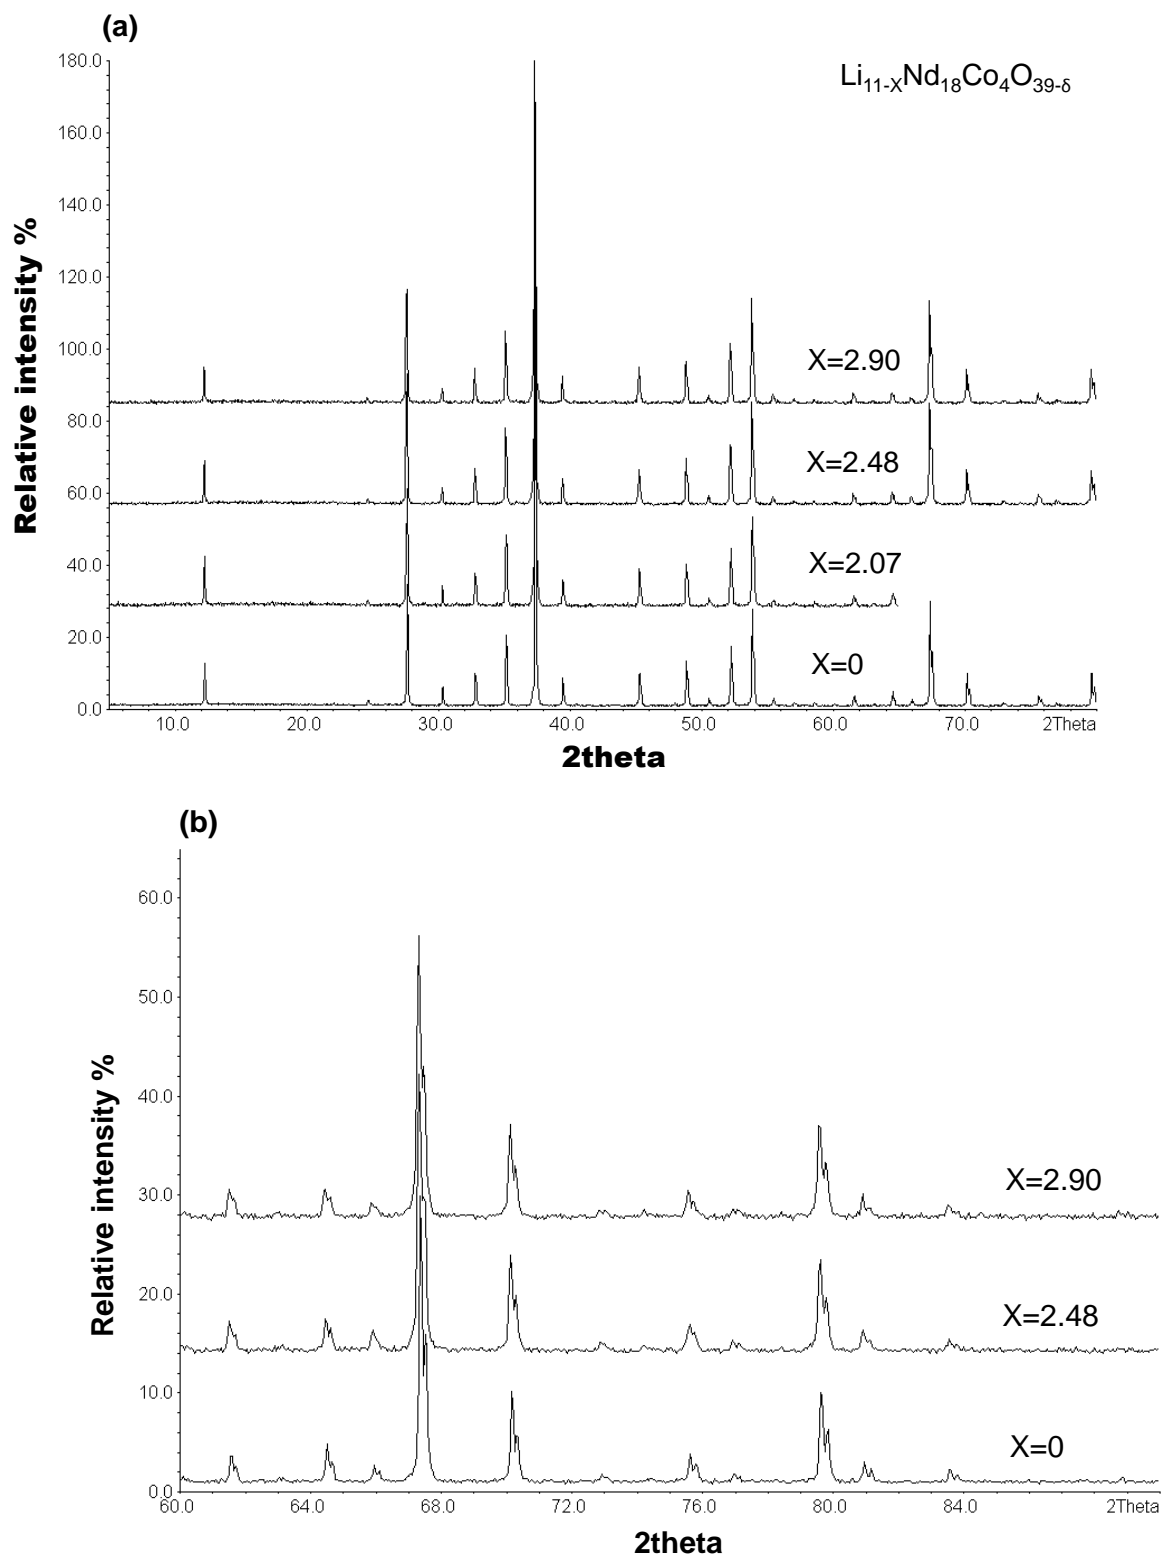 (a)
Li11-XNd18Co4O39-δ
Relative intensity %
180.0
160.0
140.0
120.0
100.0
80.0
60.0
40.0
20.0
0.0
X=2.90
X=2.48
X=2.07
X=0
10.0 20.0 30.0 40.0 50.0 60.0 70.0 2Theta
2theta
(b)
Relative intensity %
60.0
50.0
40.0
30.0
20.0
10.0
0.0
X=2.90
X=2.48
X=0
60.0 64.0 68.0 72.0 76.0 80.0 84.0 2Theta
2theta